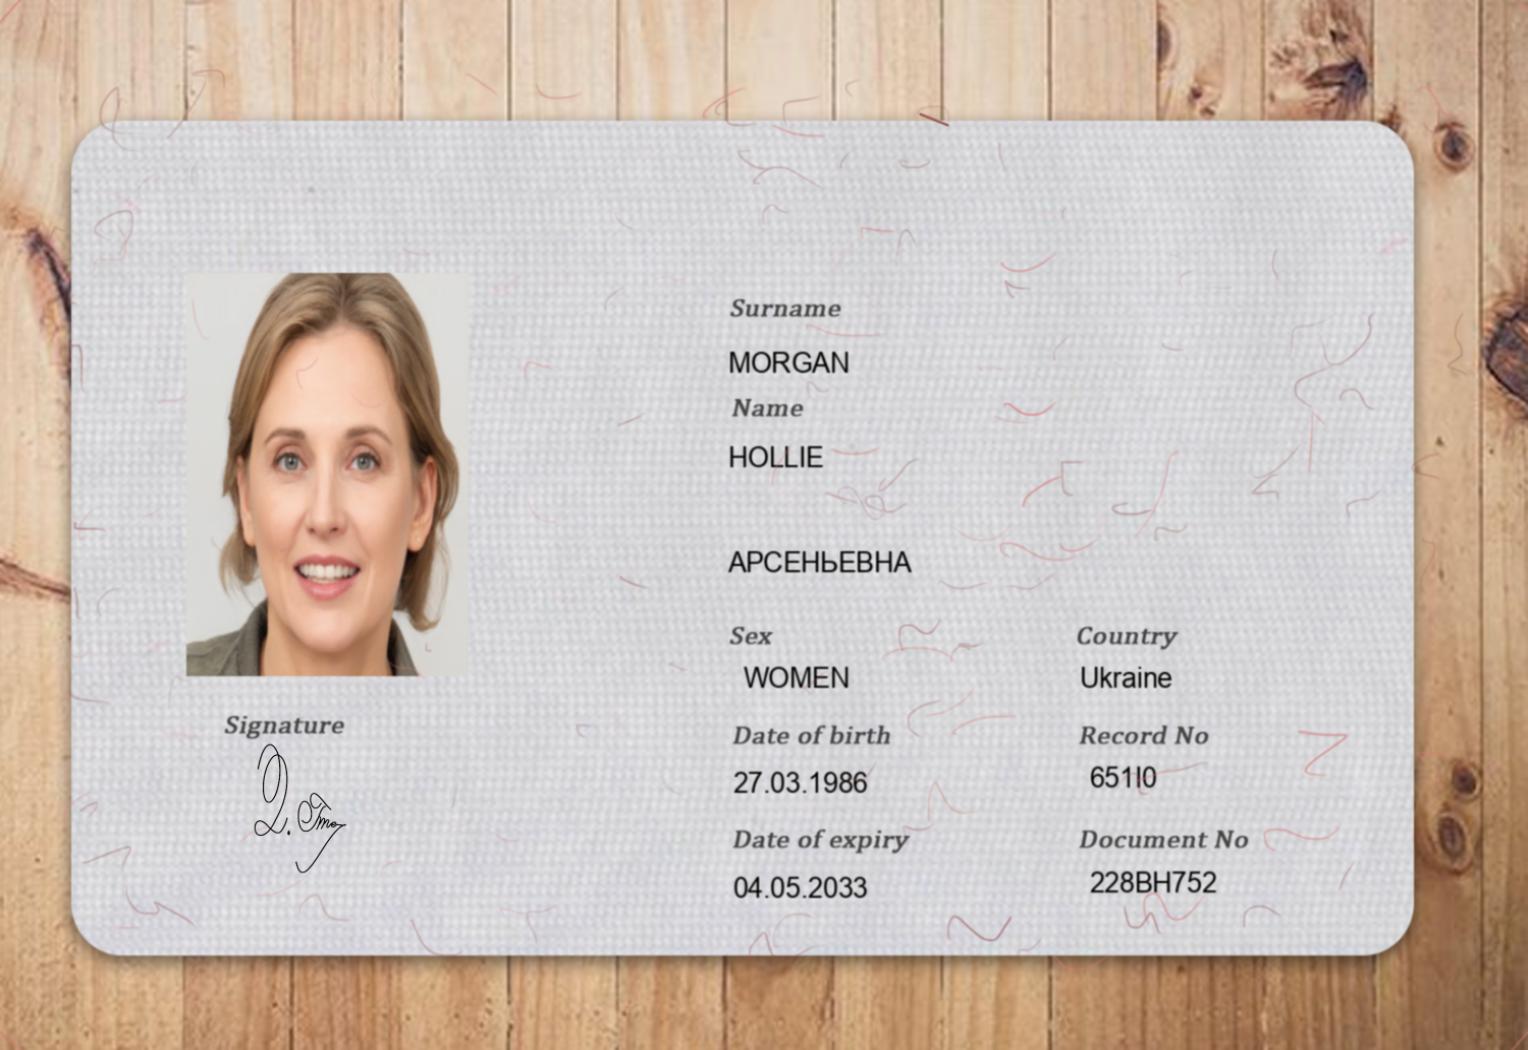 Surname
MORGAN
Name
HOLLIE
АРСЕНЬЕВНА
Sex
Country
WOMEN
Ukraine
Date of birth
Record No
27.03.1986
651I0
Date of expiry
Document No
04.05.2033
228BH752
Signature